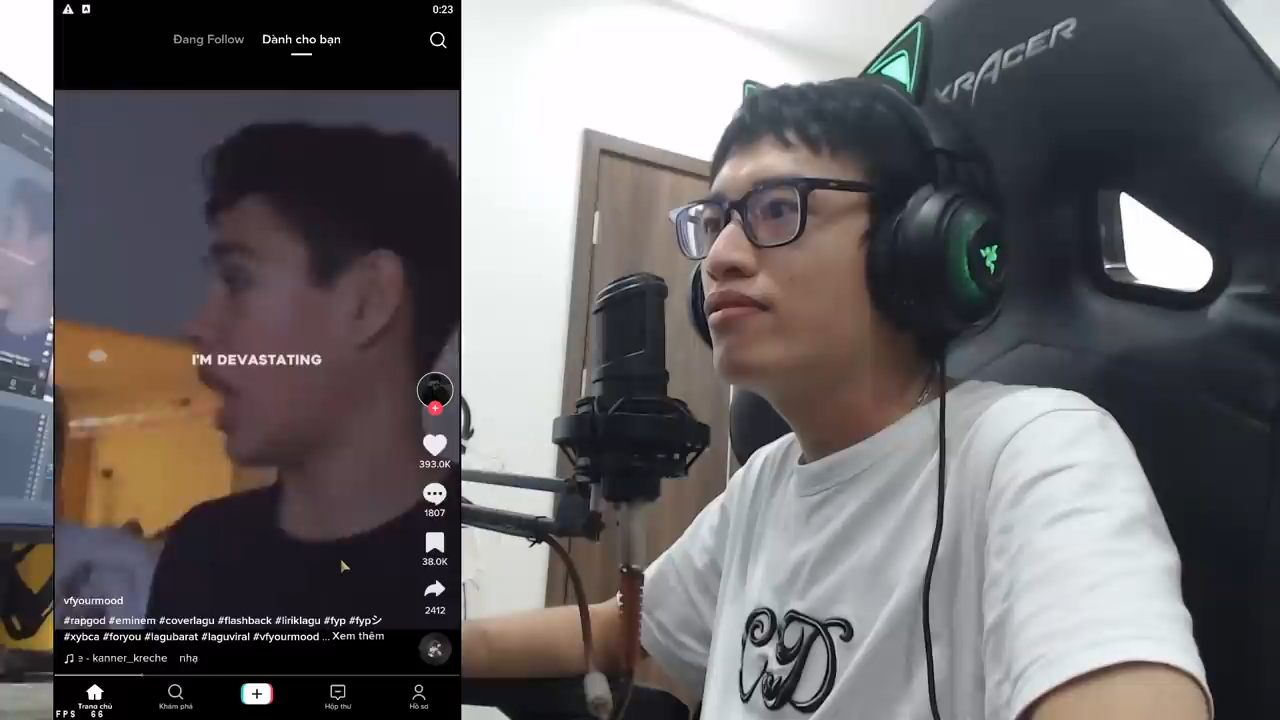 0:23
Đang Follow Dành cho bạn
I'M DEVASTATING
393.0K
1807
38.0K
2412
vfyourmood
#rapgod #eminem #coverlagu #flashback #liriklagu #fyp #fypシ
#xybca #foryou #lagubarat #laguviral #vfyourmood ... Xem thêm
e - kanner_kreche nhạ
Trang chủ Khám phá Hộp thư Hồ sơ
FPS 66
XRACER